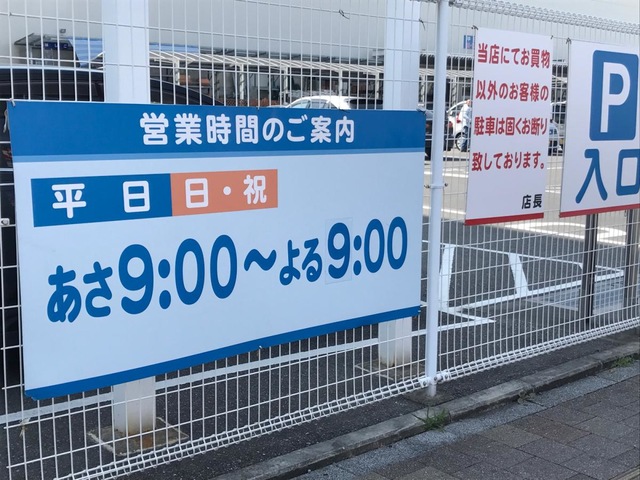 営業時間のご案内
平日 日・祝
あさ9:00～よる9:00
当店にてお買物
以外のお客様の
駐車は固くお断り
致しております。
店長
P
入口